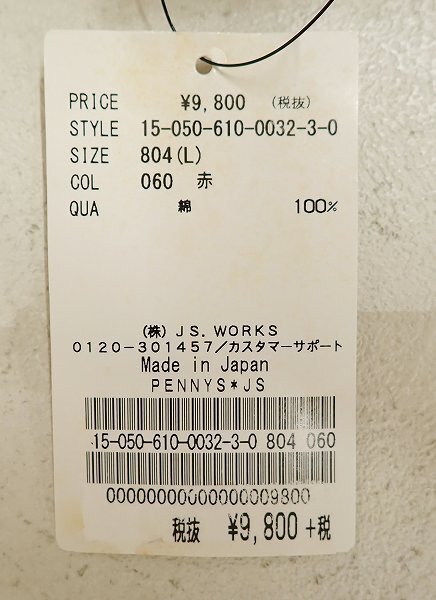 PRICE ¥9,800 (税抜)
STYLE 15-050-610-0032-3-0
SIZE 804(L)
COL 060 赤
QUA 綿 100%
(株) JS.WORKS
0120-301457/カスタマーサポート
Made in Japan
PENNYS*JS
15-050-610-0032-3-0 804 060
00000000000000009800
税抜 ¥9,800+税